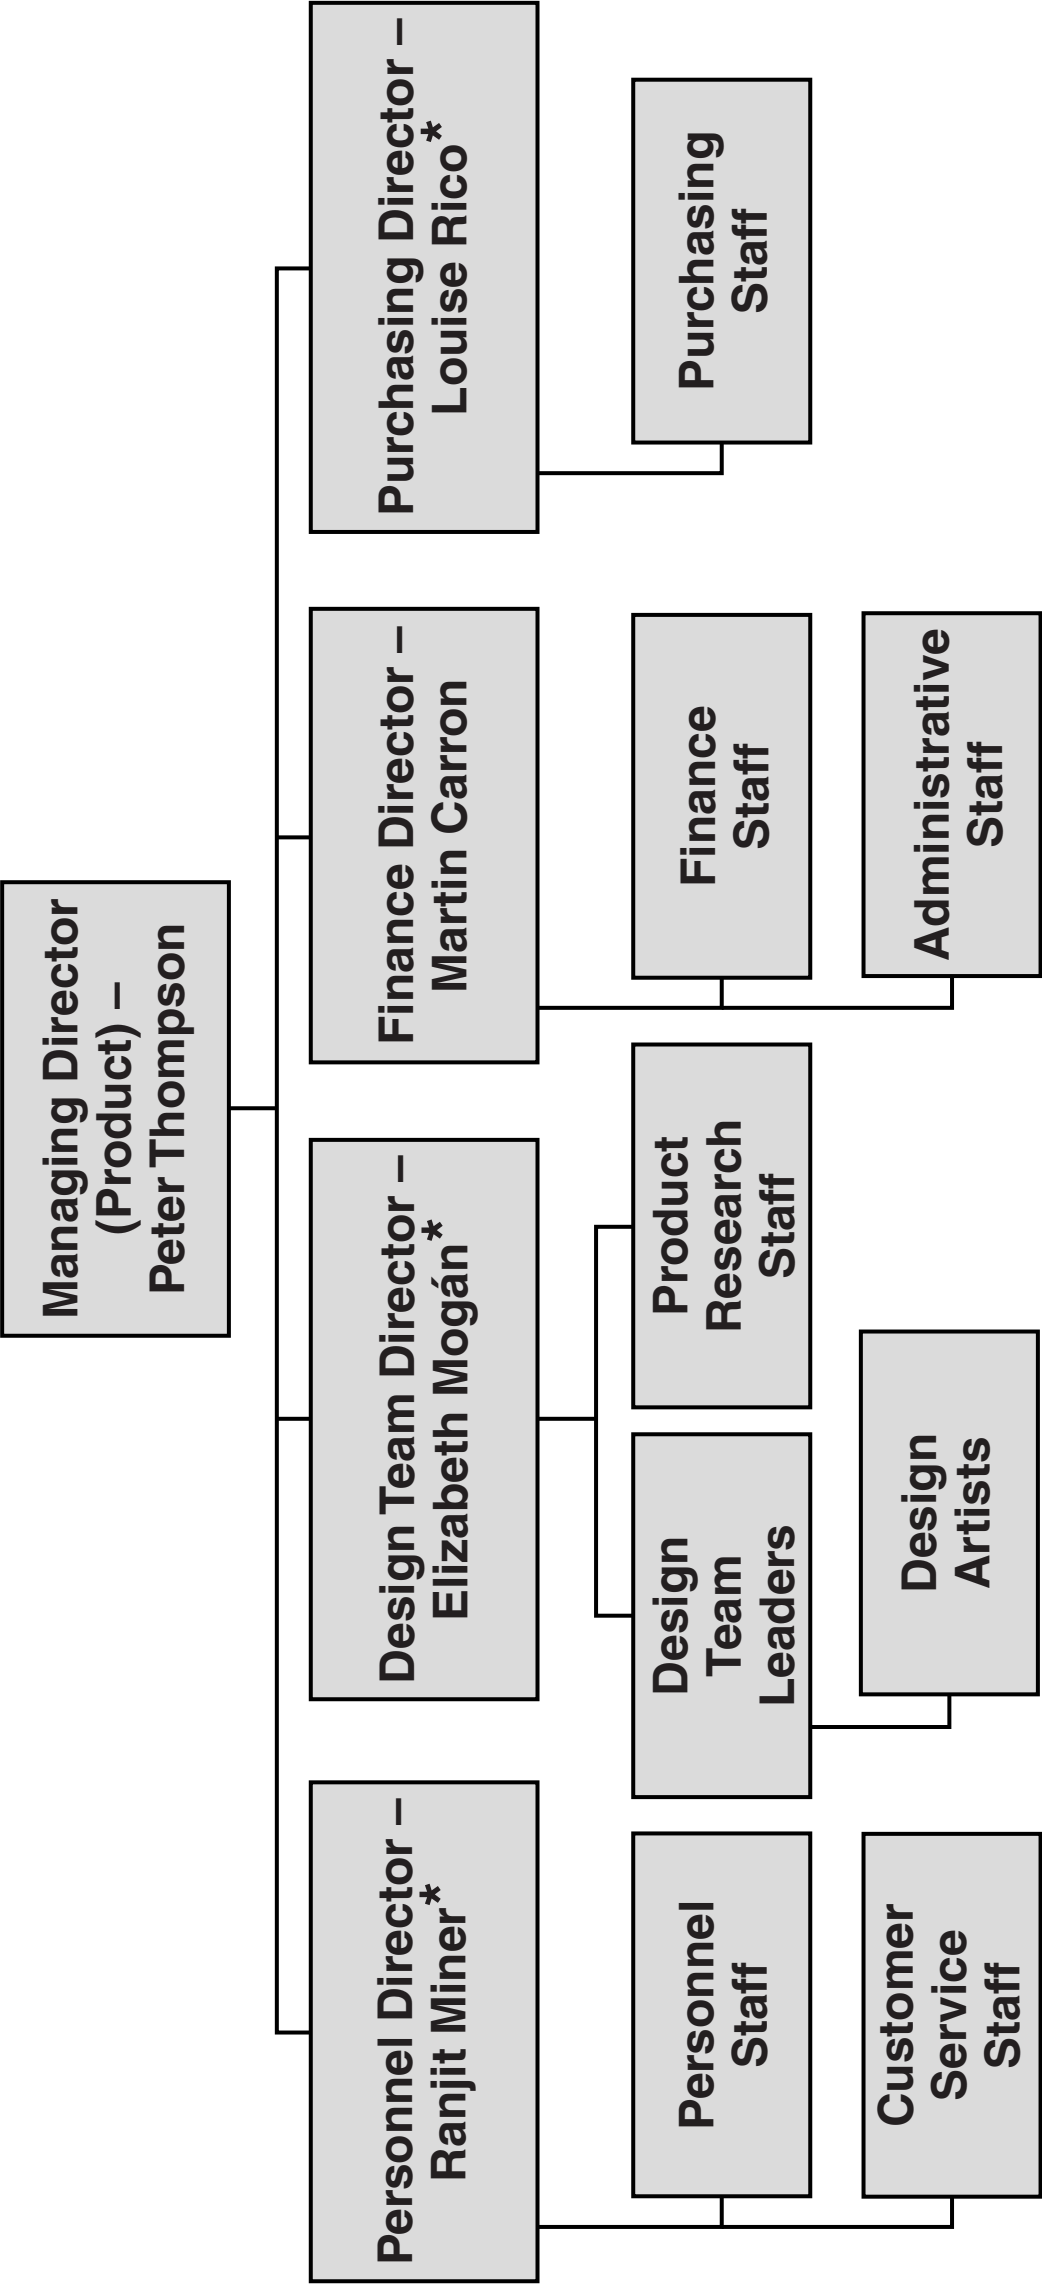 Managing Director
(Product) –
Peter Thompson
Personnel Director –
Ranjit Miner*
Design Team Director –
Elizabeth Mogán*
Finance Director –
Martin Carron
Purchasing Director –
Louise Rico*
Personnel
Staff
Design
Team
Leaders
Product
Research
Staff
Finance
Staff
Purchasing
Staff
Customer
Service
Staff
Design
Artists
Administrative
Staff